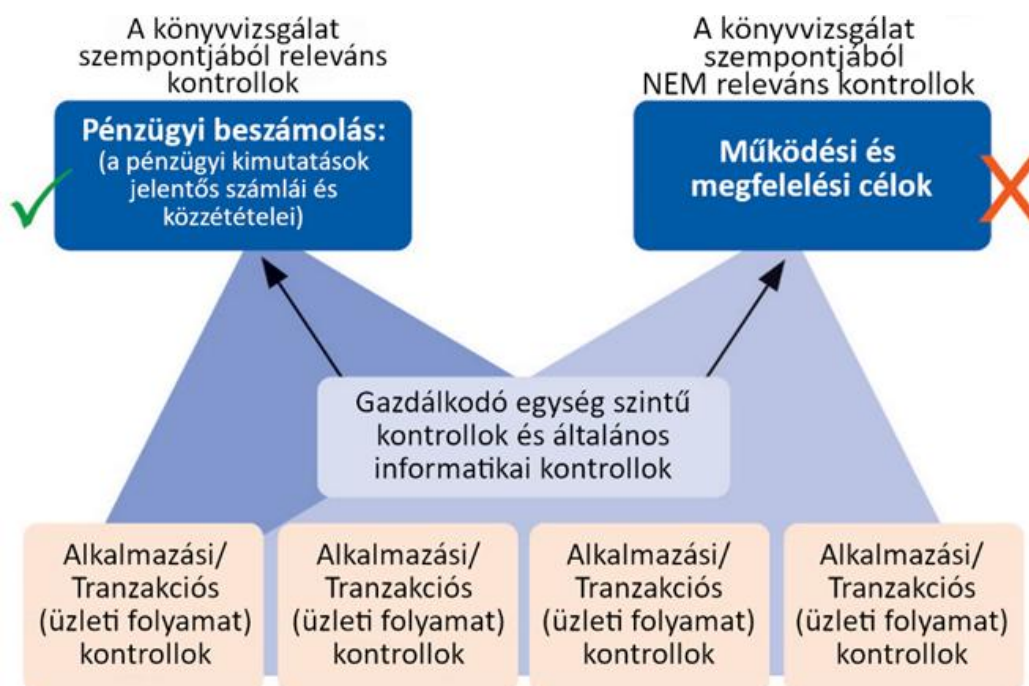 A könyvvizsgálat
szempontjából releváns
kontrollok
A könyvvizsgálat
szempontjából
NEM releváns kontrollok
Pénzügyi beszámolás:
(a pénzügyi kimutatások
jelentős számlái és
közzétételei)
Működési és
megfelelési célok
Gazdálkodó egység szintű
kontrollok és általános
informatikai kontrollok
Alkalmazási/
Tranzakciós
(üzleti folyamat)
kontrollok
Alkalmazási/
Tranzakciós
(üzleti folyamat)
kontrollok
Alkalmazási/
Tranzakciós
(üzleti folyamat)
kontrollok
Alkalmazási/
Tranzakciós
(üzleti folyamat)
kontrollok